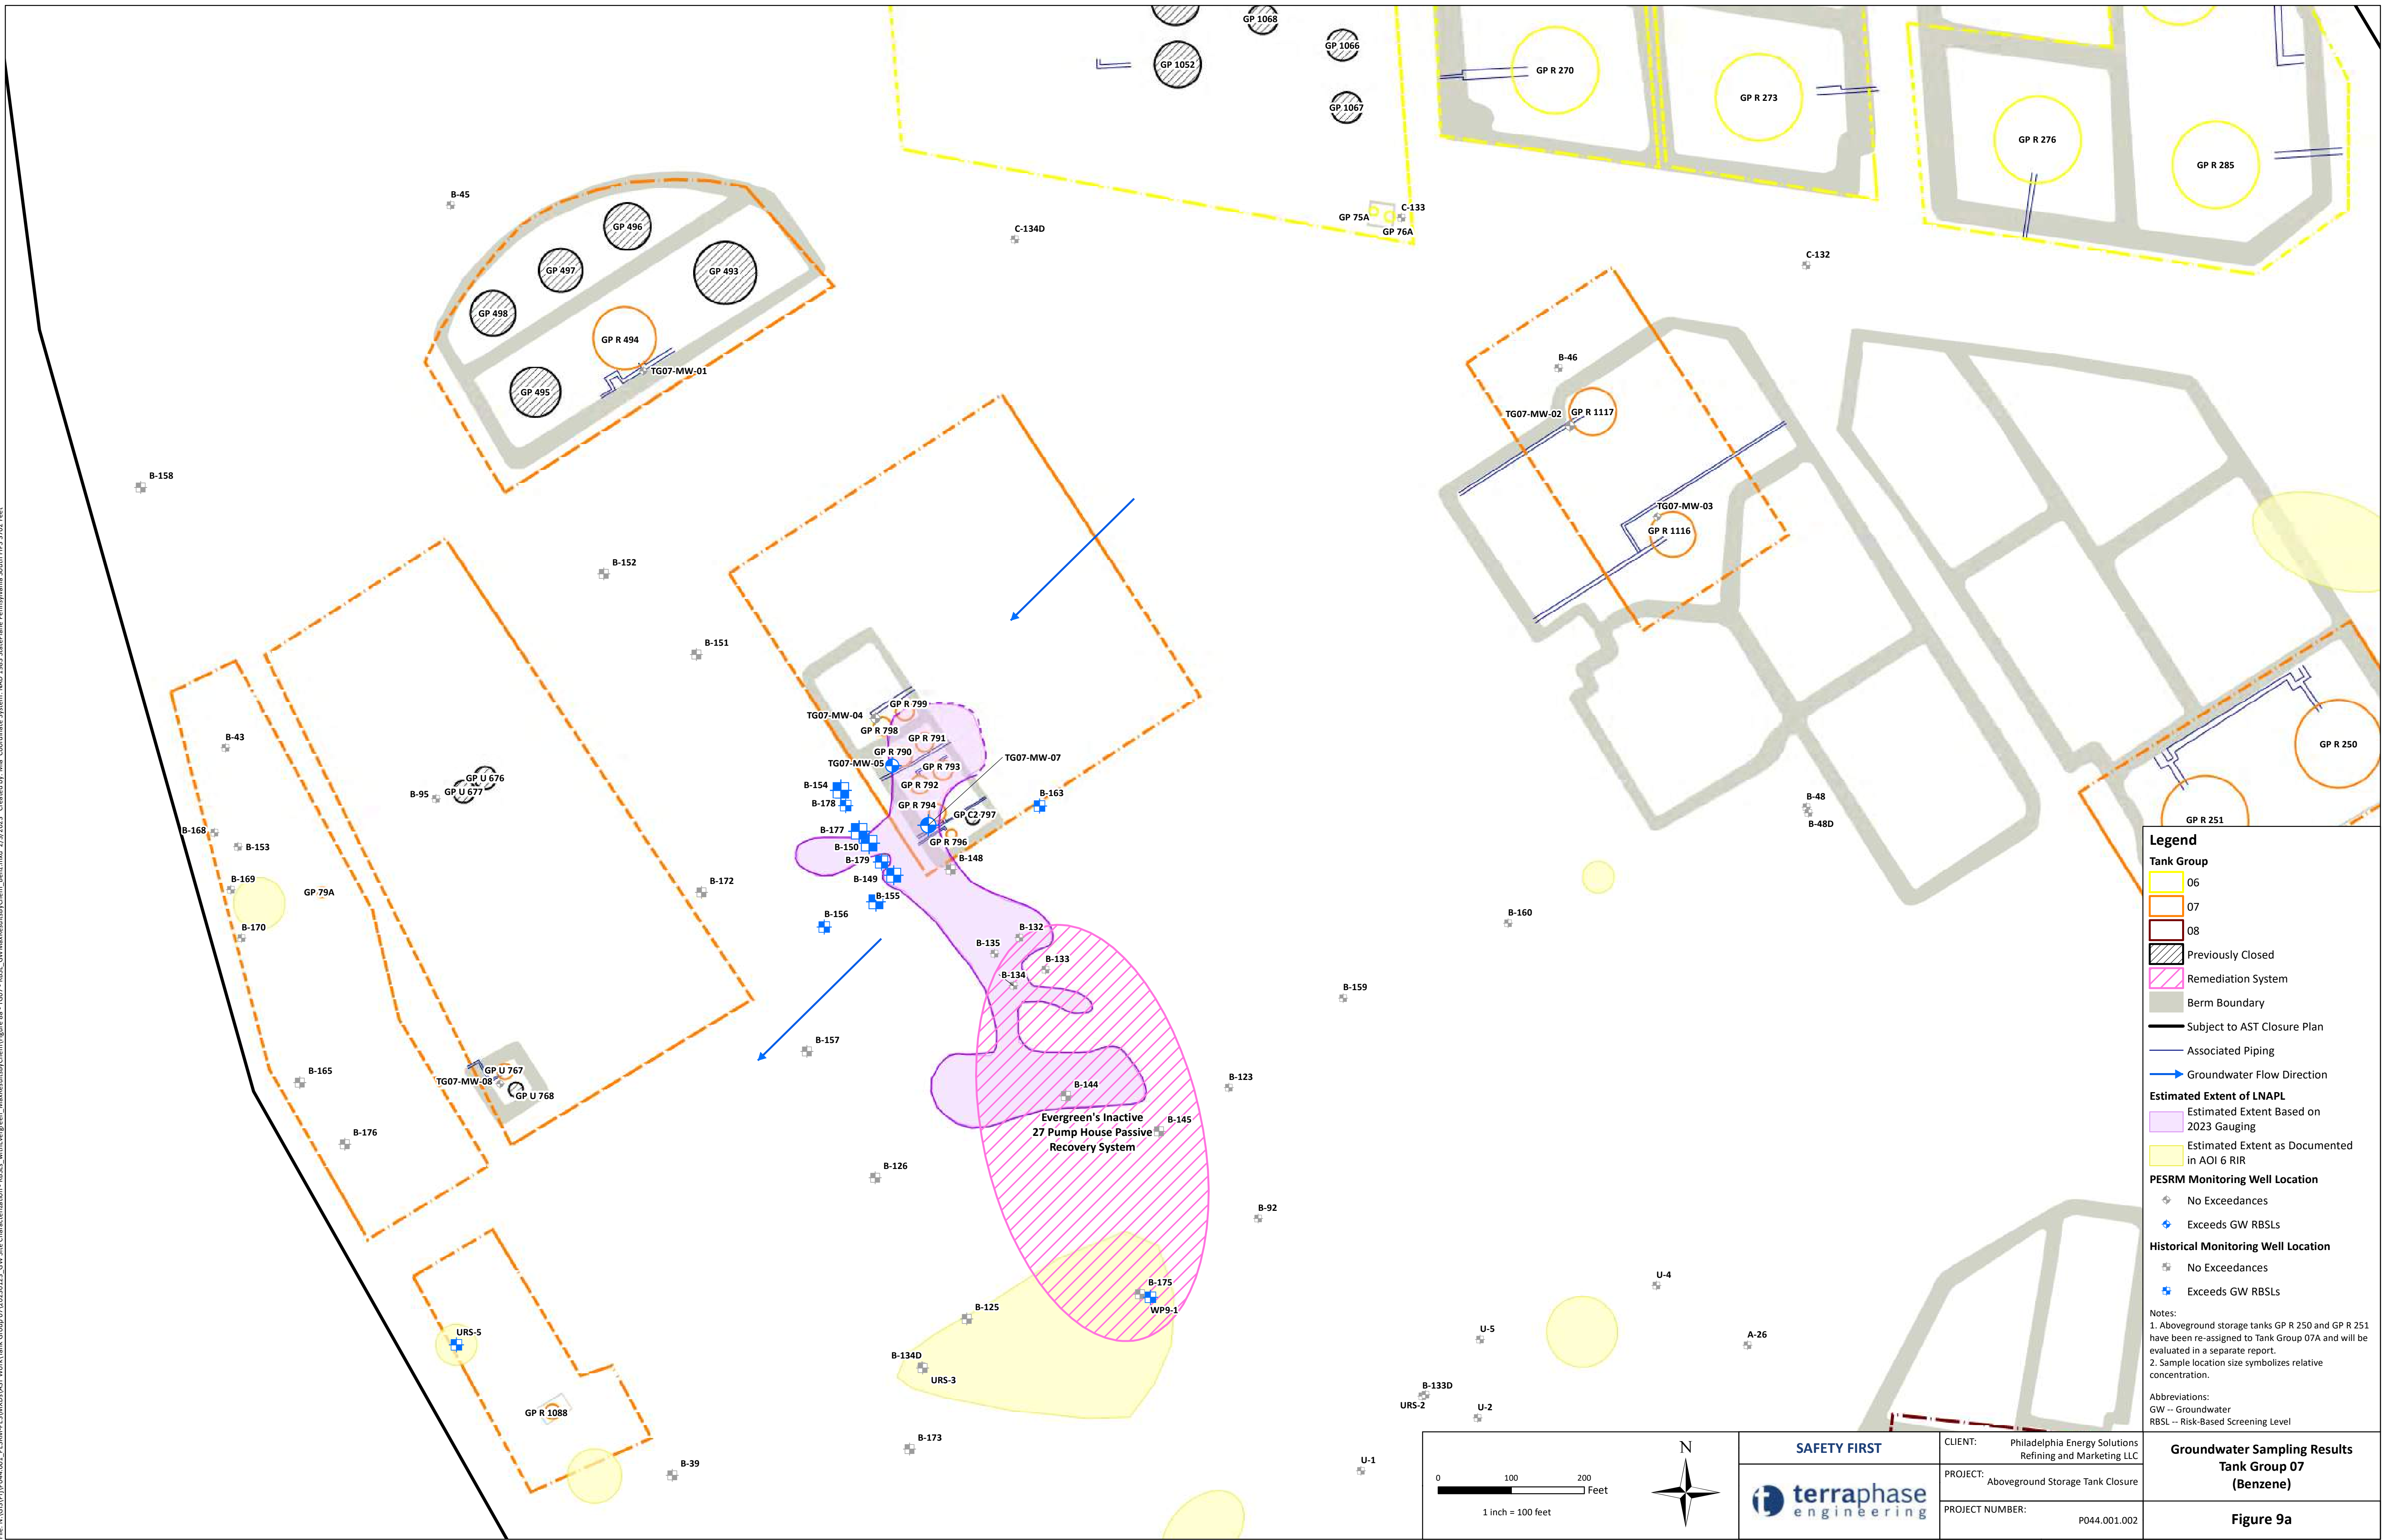 GP 1068
GP 1066
GP 1052
GP 1067
GP R 270
GP R 273
GP R 276
GP R 285
B-45
GP 496
GP 497
GP 493
GP 498
GP R 494
TG07-MW-01
GP 495
C-134D
GP 75A
C-133
GP 76A
C-132
B-46
TG07-MW-02
GP R 1117
TG07-MW-03
GP R 1116
B-158
B-152
B-151
GP R 799
TG07-MW-04
GP R 798
GP R 791
GP R 790
TG07-MW-05
GP R 793
TG07-MW-07
GP R 792
B-154
B-178
GP R 794
GP C2 797
B-163
B-177
B-150
GP R 796
B-179
B-148
B-149
B-155
B-156
B-43
GP U 676
GP U 677
B-95
B-168
B-153
B-169
GP 79A
B-170
B-172
B-132
B-135
B-133
B-134
B-160
B-159
B-48
B-48D
GP R 250
GP R 251
B-157
GP U 767
TG07-MW-08
GP U 768
B-165
B-176
B-144
B-123
B-145
Evergreen's Inactive
27 Pump House Passive
Recovery System
B-126
B-92
B-175
WP9-1
B-125
B-134D
URS-3
URS-5
GP R 1088
B-39
B-173
U-4
U-5
A-26
B-133D
URS-2
U-2
U-1
Legend
Tank Group
06
07
08
Previously Closed
Remediation System
Berm Boundary
Subject to AST Closure Plan
Associated Piping
Groundwater Flow Direction
Estimated Extent of LNAPL
Estimated Extent Based on
2023 Gauging
Estimated Extent as Documented
in AOI 6 RIR
PESRM Monitoring Well Location
No Exceedances
Exceeds GW RBSLs
Historical Monitoring Well Location
No Exceedances
Exceeds GW RBSLs
Notes:
1. Aboveground storage tanks GP R 250 and GP R 251
have been re-assigned to Tank Group 07A and will be
evaluated in a separate report.
2. Sample location size symbolizes relative
concentration.
Abbreviations:
GW -- Groundwater
RBSL -- Risk-Based Screening Level
0 100 200
Feet
1 inch = 100 feet
N
SAFETY FIRST
terraphase
engineering
CLIENT: Philadelphia Energy Solutions
Refining and Marketing LLC
PROJECT: Aboveground Storage Tank Closure
PROJECT NUMBER:
P044.001.002
Groundwater Sampling Results
Tank Group 07
(Benzene)
Figure 9a